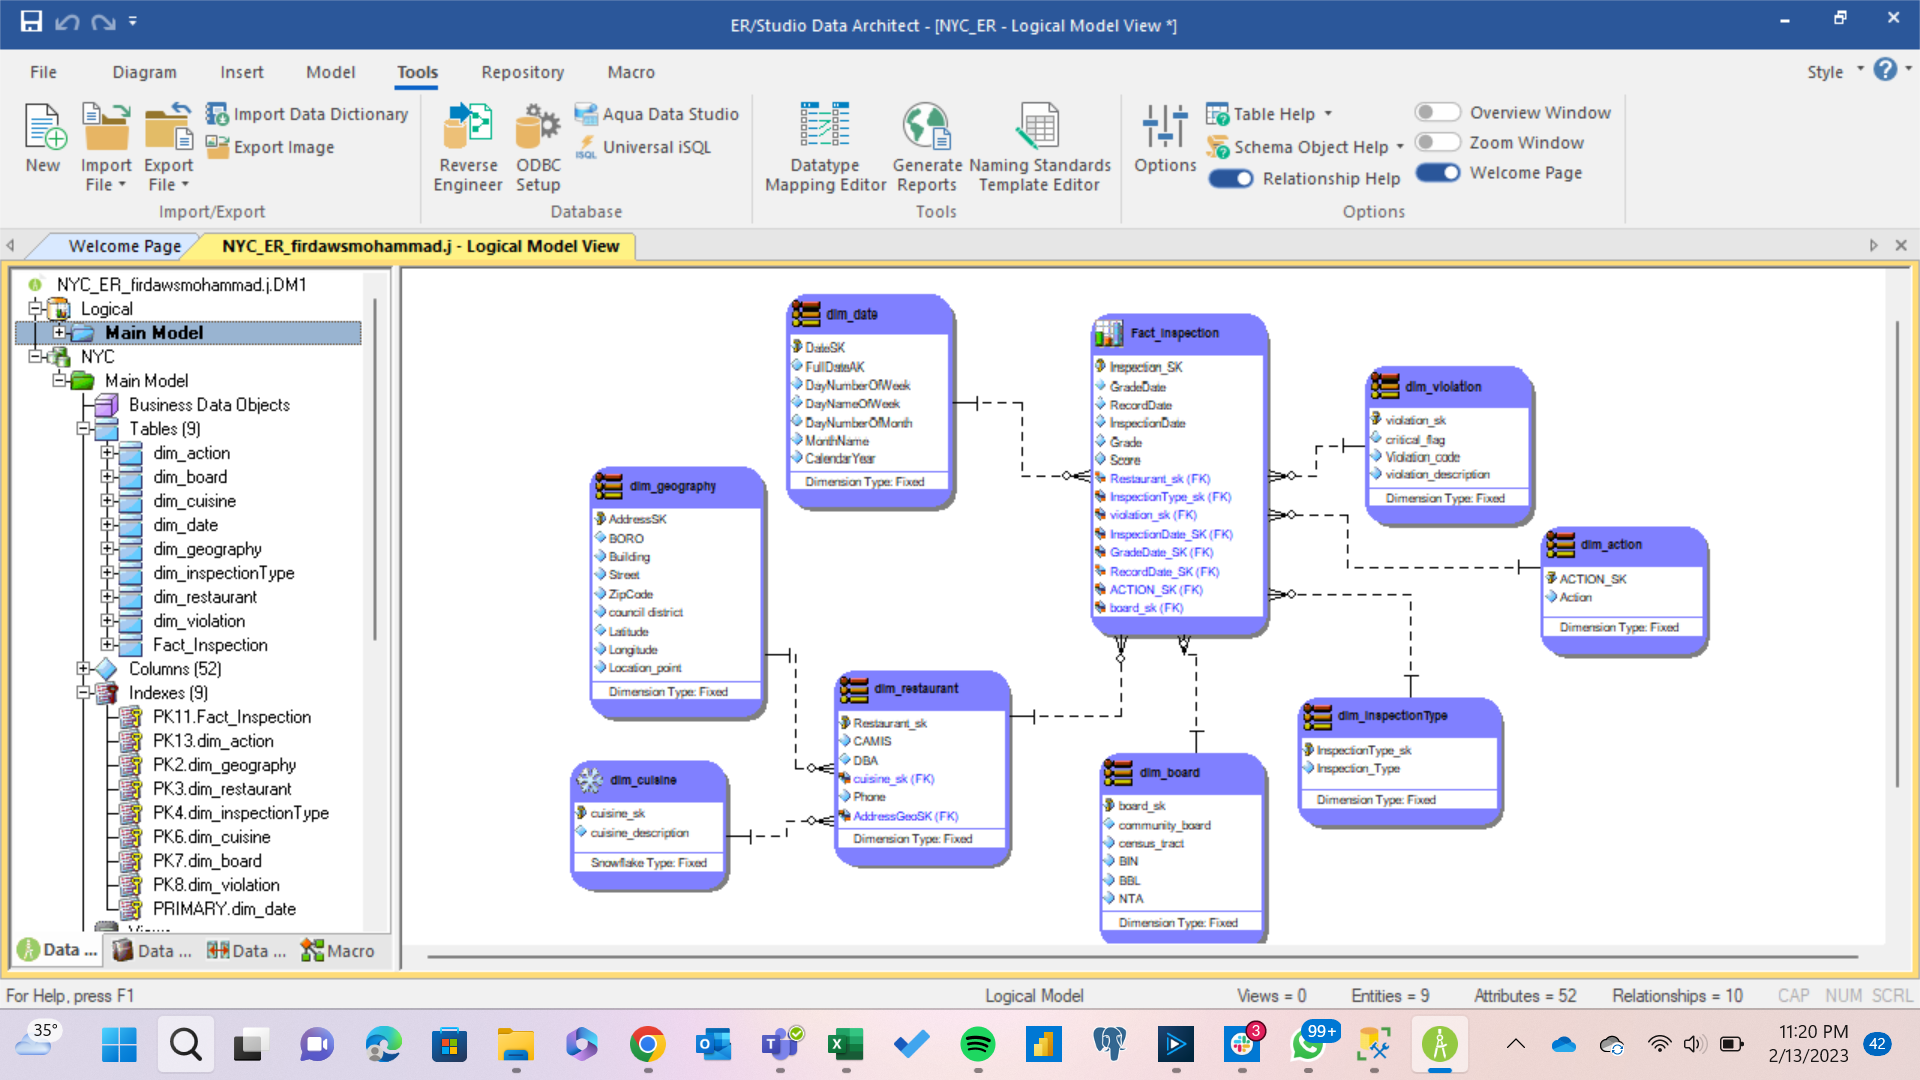 ER/Studio Data Architect - [NYC_ER - Logical Model View *]
File Diagram Insert Model Tools Repository Macro Style
New
Import File
Export File
Import Data Dictionary
Export Image
Import/Export
Reverse Engineer
ODBC Setup
Aqua Data Studio
Universal iSQL
Database
Datatype Mapping Editor
Generate Reports
Naming Standards Template Editor
Tools
Options
Table Help
Schema Object Help
Relationship Help
Overview Window
Zoom Window
Welcome Page
Options
Welcome Page
NYC_ER_firdawsmohammad.j - Logical Model View
NYC_ER_firdawsmohammad.j.DM1
Logical
Main Model
NYC
Main Model
Business Data Objects
Tables (9)
dim_action
dim_board
dim_cuisine
dim_date
dim_geography
dim_inspectionType
dim_restaurant
dim_violation
Fact_Inspection
Columns (52)
Indexes (9)
PK11.Fact_Inspection
PK13.dim_action
PK2.dim_geography
PK3.dim_restaurant
PK4.dim_inspectionType
PK6.dim_cuisine
PK7.dim_board
PK8.dim_violation
PRIMARY.dim_date
Views
Data ...
Data ...
Data ...
Macro
dim_date
DateSK
FullDateAK
DayNumberOfWeek
DayNameOfWeek
DayNumberOfMonth
MonthName
CalendarYear
Dimension Type: Fixed
Fact_Inspection
Inspection_SK
GradeDate
RecordDate
InspectionDate
Grade
Score
Restaurant_sk (FK)
InspectionType_sk (FK)
violation_sk (FK)
InspectionDate_SK (FK)
GradeDate_SK (FK)
RecordDate_SK (FK)
ACTION_SK (FK)
board_sk (FK)
dim_violation
violation_sk
critical_flag
Violation_code
violation_description
Dimension Type: Fixed
dim_geography
AddressSK
BORO
Building
Street
ZipCode
council district
Latitude
Longitude
Location_point
Dimension Type: Fixed
dim_action
ACTION_SK
Action
Dimension Type: Fixed
dim_restaurant
Restaurant_sk
CAMIS
DBA
cuisine_sk (FK)
Phone
AddressGeoSK (FK)
Dimension Type: Fixed
dim_cuisine
cuisine_sk
cuisine_description
Snowflake Type: Fixed
dim_board
board_sk
community_board
census_tract
BIN
BBL
NTA
Dimension Type: Fixed
dim_inspectionType
InspectionType_sk
Inspection_Type
Dimension Type: Fixed
For Help, press F1
Logical Model
Views = 0
Entities = 9
Attributes = 52
Relationships = 10
CAP NUM SCRL
35°
3
99+
11:20 PM
2/13/2023
42